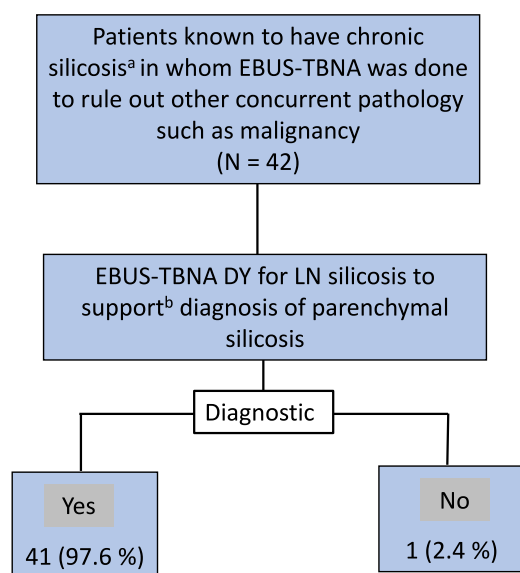 Patients known to have chronic
silicosisᵃ in whom EBUS-TBNA was done
to rule out other concurrent pathology
such as malignancy
(N = 42)
EBUS-TBNA DY for LN silicosis to
supportᵇ diagnosis of parenchymal
silicosis
Diagnostic
Yes
41 (97.6 %)
No
1 (2.4 %)